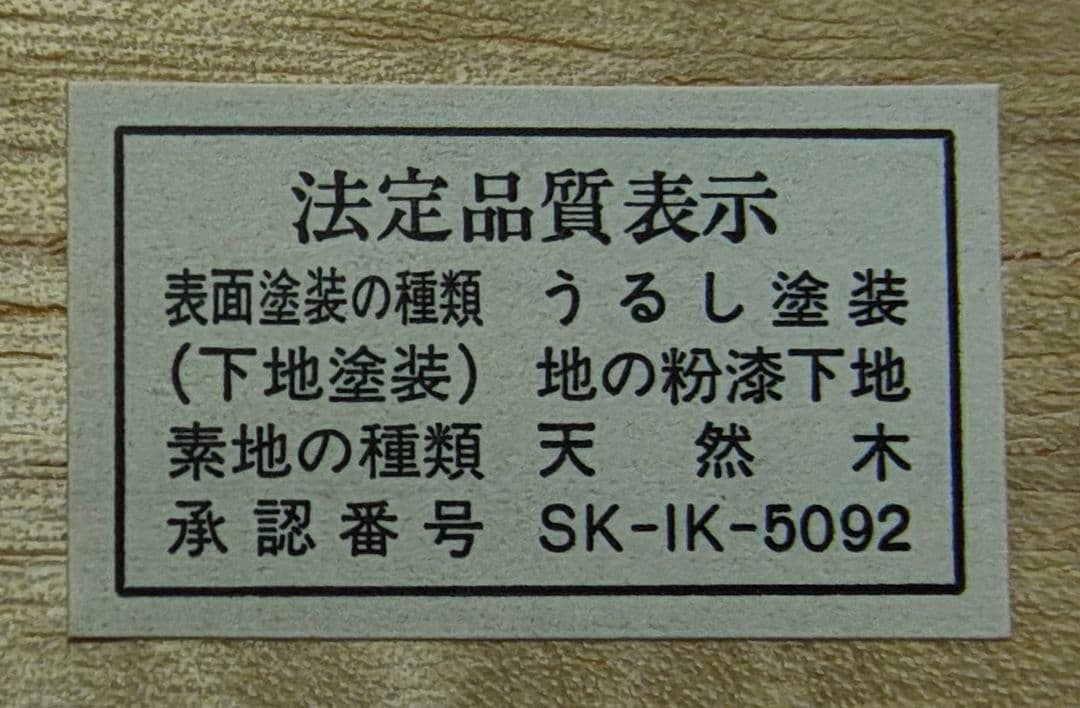 法定品質表示
表面塗装の種類 うるし塗装
(下地塗装) 地の粉漆下地
素地の種類 天然木
承認番号 SK-IK-5092